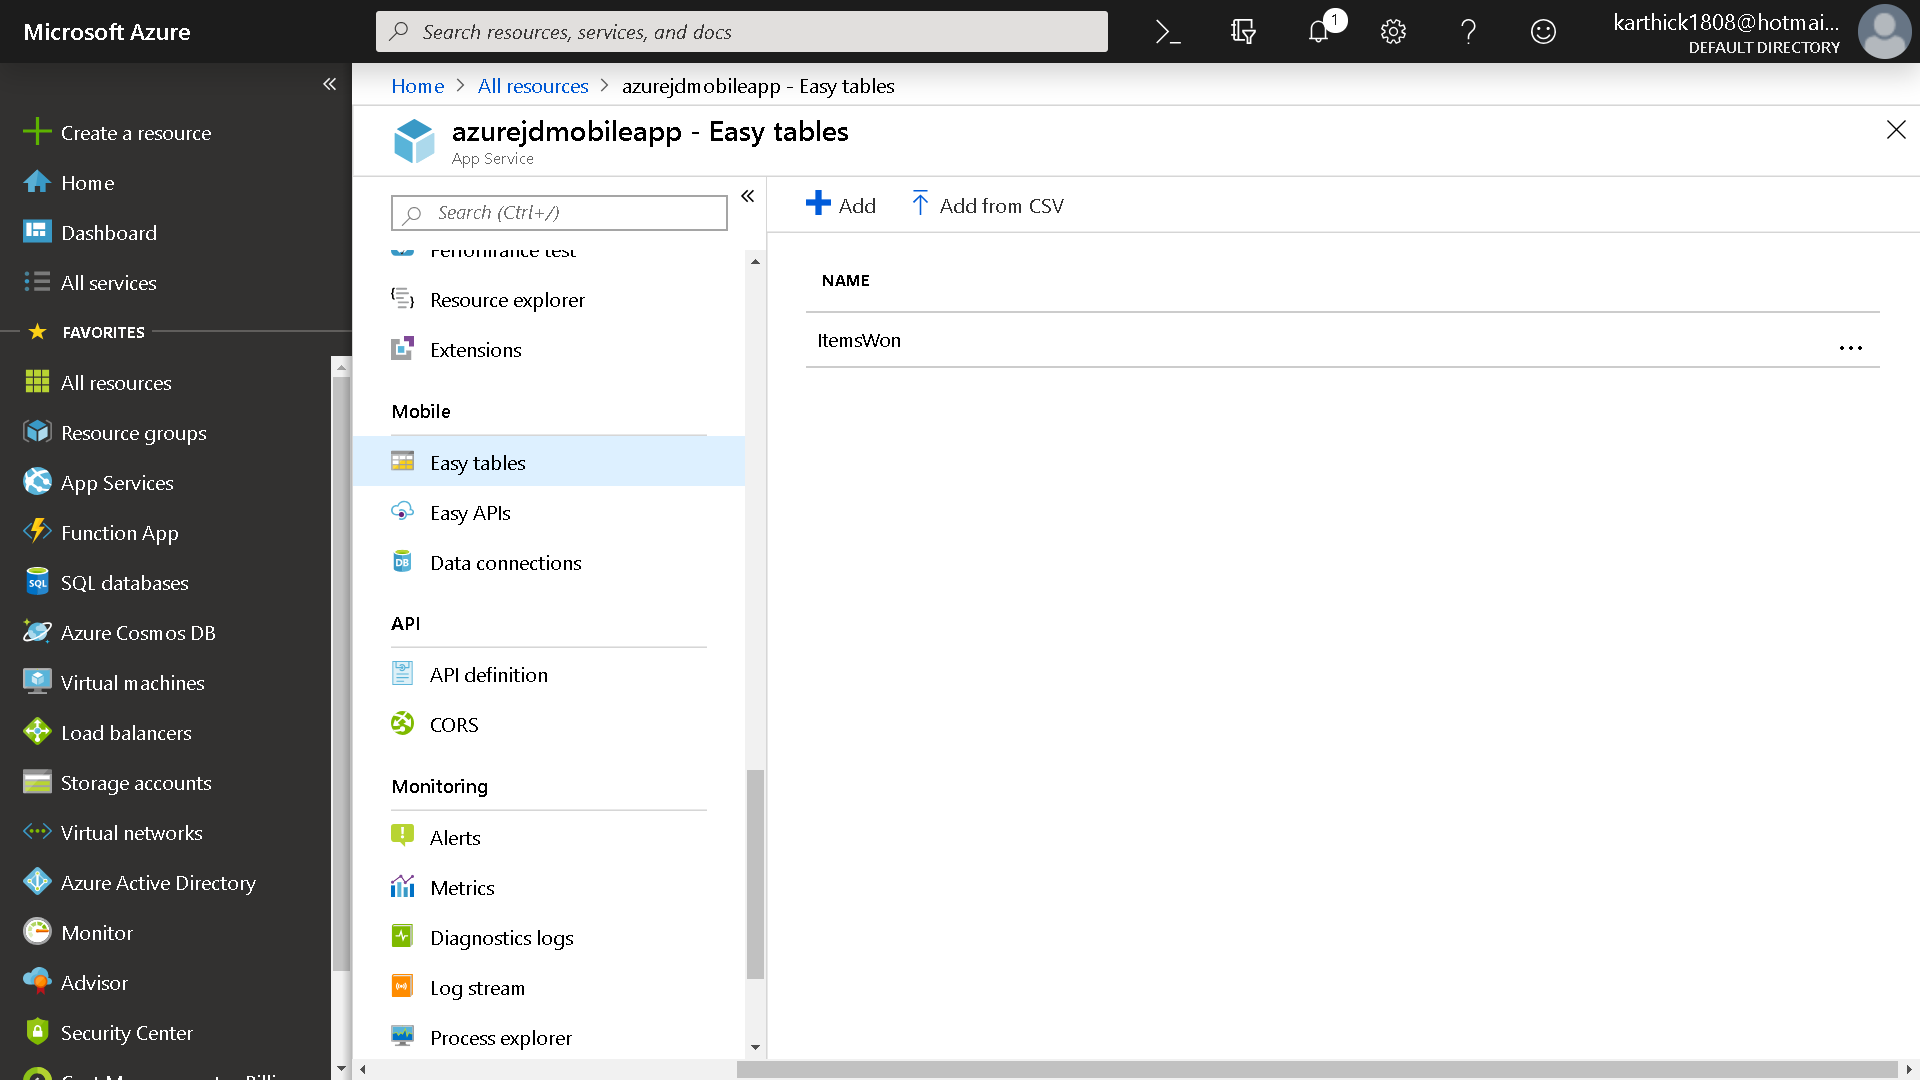 Microsoft Azure
Search resources, services, and docs
1
karthick1808@hotmai...
DEFAULT DIRECTORY
Create a resource
Home
Dashboard
All services
FAVORITES
All resources
Resource groups
App Services
Function App
SQL databases
Azure Cosmos DB
Virtual machines
Load balancers
Storage accounts
Virtual networks
Azure Active Directory
Monitor
Advisor
Security Center
Home > All resources > azurejdmobileapp - Easy tables
azurejdmobileapp - Easy tables
App Service
Search (Ctrl+/)
Performance test
Resource explorer
Extensions
Mobile
Easy tables
Easy APIs
Data connections
API
API definition
CORS
Monitoring
Alerts
Metrics
Diagnostics logs
Log stream
Process explorer
Add
Add from CSV
NAME
ItemsWon